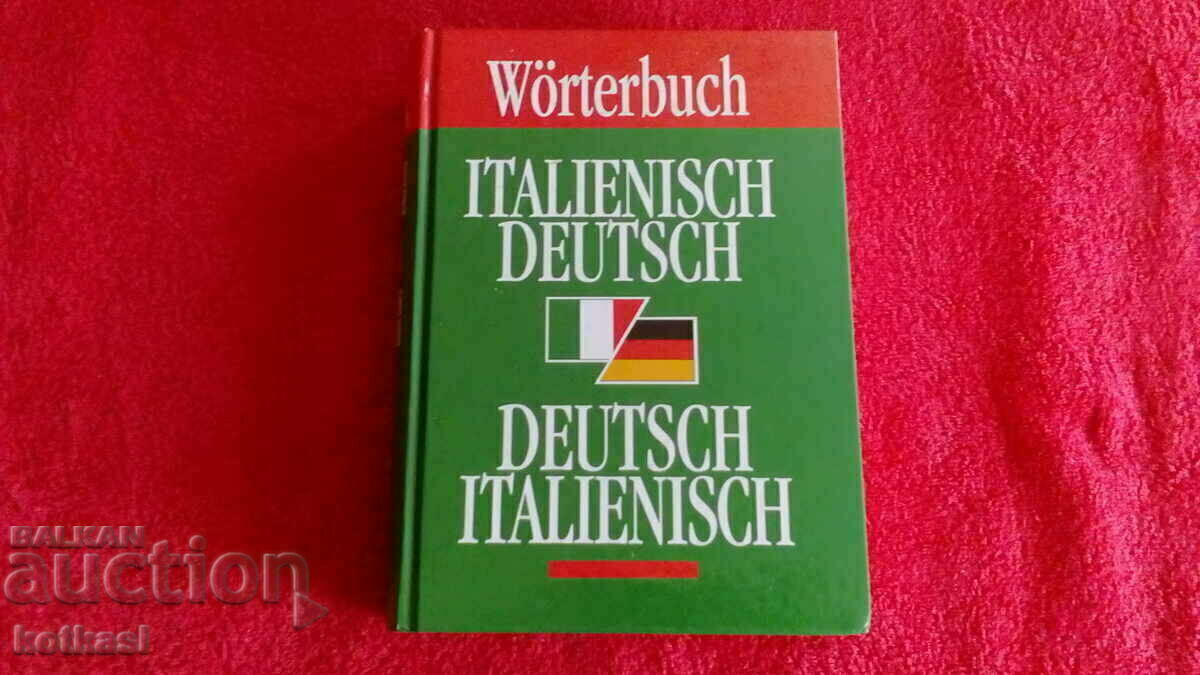 Wörterbuch
ITALIENISCH
DEUTSCH
DEUTSCH
ITALIENISCH
BALKAN
auction
kotkasl